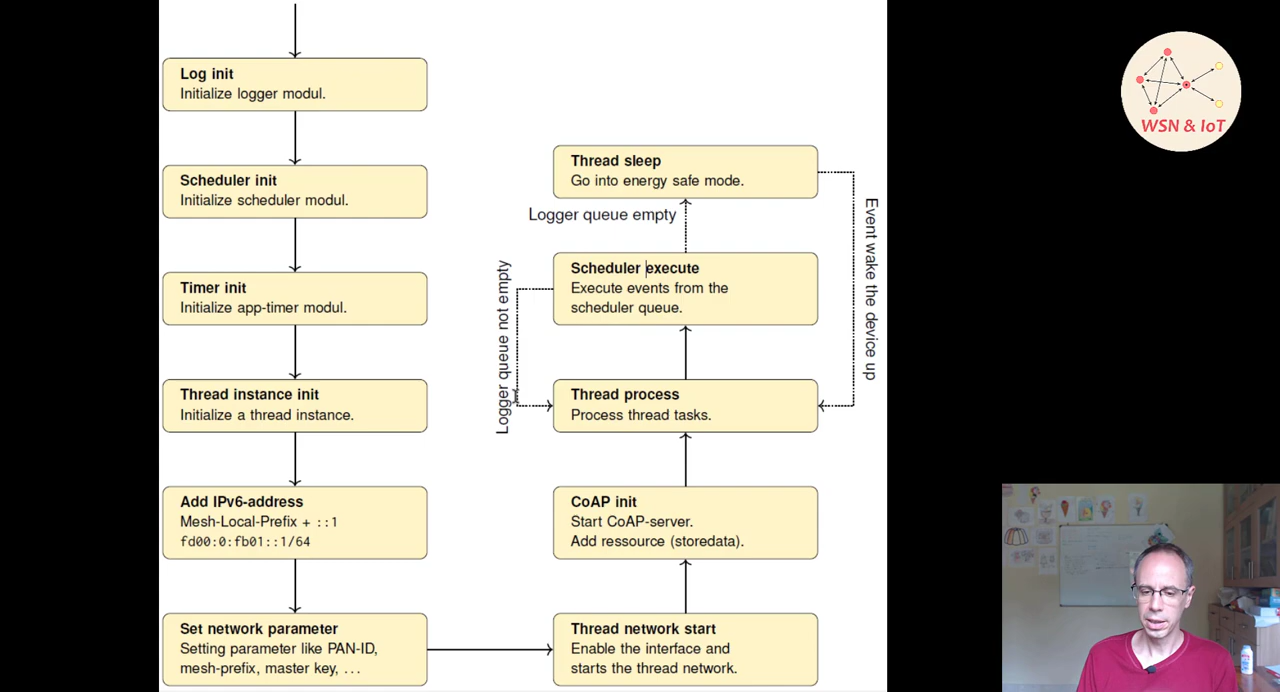 Log init
Initialize logger modul.
Scheduler init
Initialize scheduler modul.
Timer init
Initialize app-timer modul.
Thread instance init
Initialize a thread instance.
Add IPv6-address
Mesh-Local-Prefix + ::1
fd00:0:fb01::1/64
Set network parameter
Setting parameter like PAN-ID,
mesh-prefix, master key, ...
Thread network start
Enable the interface and
starts the thread network.
CoAP init
Start CoAP-server.
Add ressource (storedata).
Thread process
Process thread tasks.
Scheduler execute
Execute events from the
scheduler queue.
Logger queue not empty
Logger queue empty
Thread sleep
Go into energy safe mode.
Event wake the device up
WSN & IoT